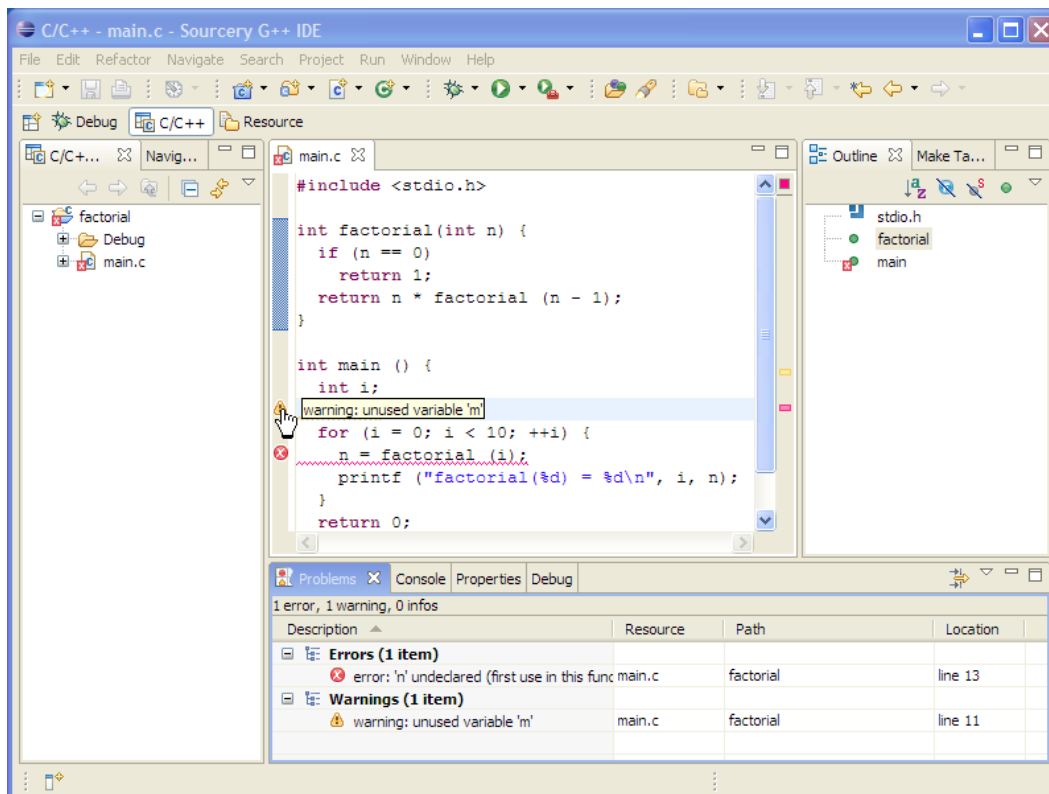 C/C++ - main.c - Sourcery G++ IDE
File Edit Refactor Navigate Search Project Run Window Help
Debug C/C++ Resource
C/C+... Navig... main.c Outline Make Ta...
#include <stdio.h>
int factorial(int n) {
if (n == 0)
return 1;
return n * factorial (n - 1);
}
int main () {
int i;
warning: unused variable 'm'
for (i = 0; i < 10; ++i) {
n = factorial (i);
printf ("factorial(%d) = %d\n", i, n);
}
return 0;
factorial
Debug
main.c
stdio.h
factorial
main
Problems Console Properties Debug
1 error, 1 warning, 0 infos
Description Resource Path Location
Errors (1 item)
error: 'n' undeclared (first use in this func main.c factorial line 13
Warnings (1 item)
warning: unused variable 'm' main.c factorial line 11